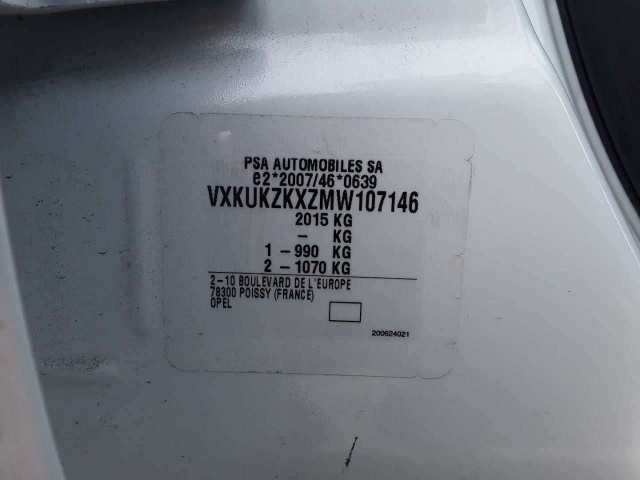 PSA AUTOMOBILES SA
e2*2007/46*0639
VXKUKZKXZMW107146
2015 KG
- KG
1 - 990 KG
2 - 1070 KG
2-10 BOULEVARD DE L'EUROPE
78300 POISSY (FRANCE)
OPEL
200624021